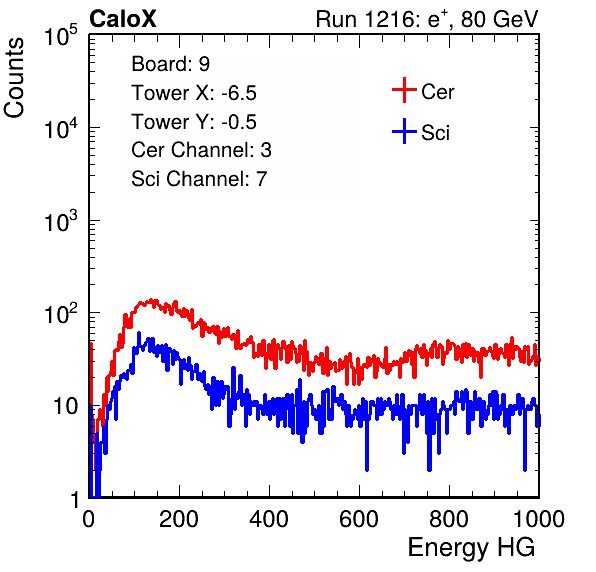 CaloX Run 1216: e⁺, 80 GeV
Counts
10⁵
10⁴
10³
10²
10
1
Board: 9
Tower X: -6.5
Tower Y: -0.5
Cer Channel: 3
Sci Channel: 7
Cer
Sci
0 200 400 600 800 1000
Energy HG